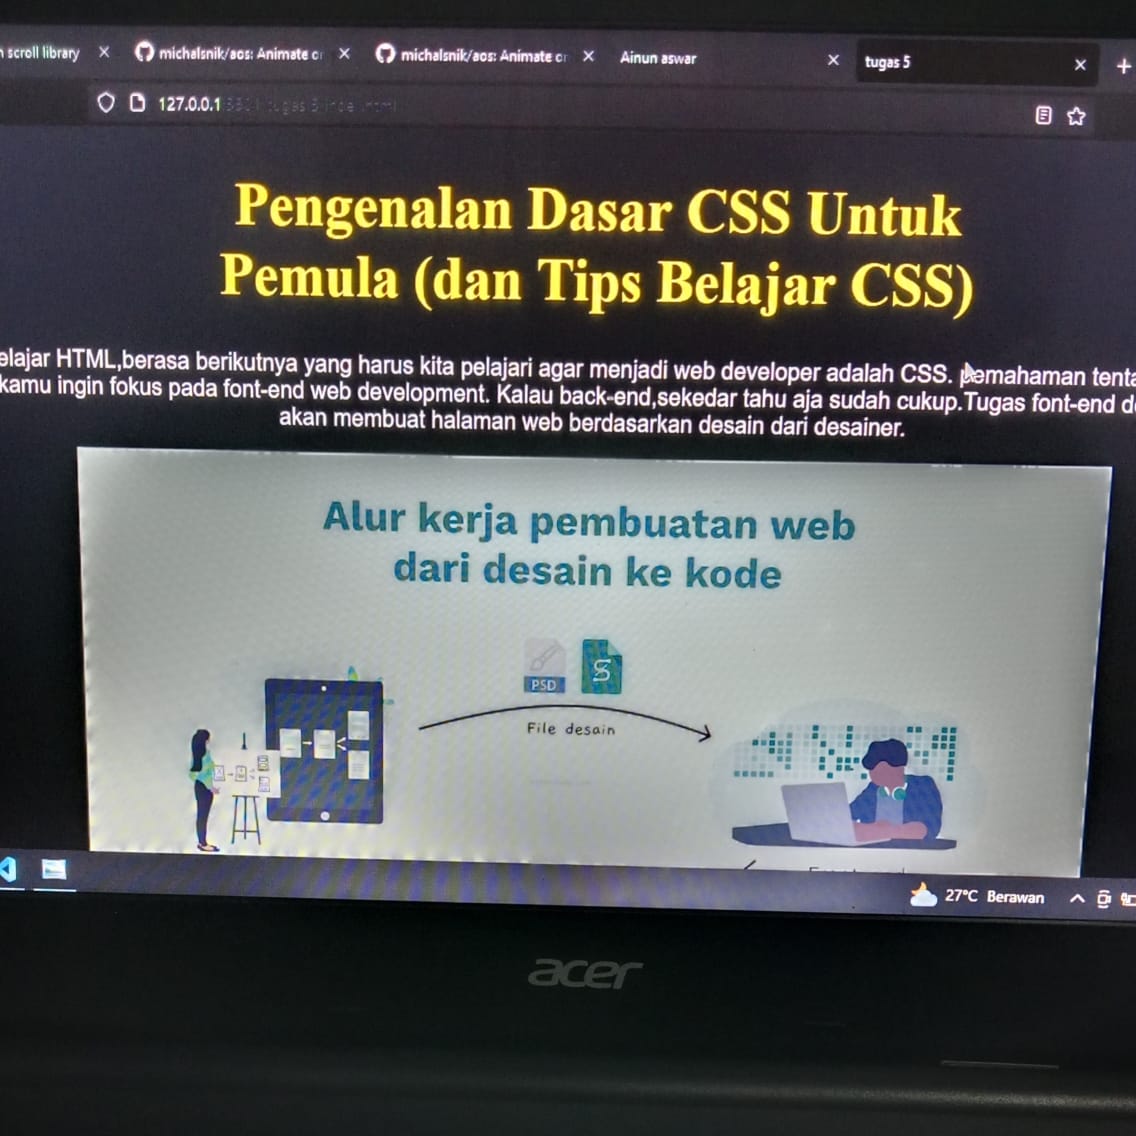 scroll library
michalsnik/aos: Animate
michalsnik/aos: Animate
Ainun aswar
tugas 5
127.0.0.1
Pengenalan Dasar CSS Untuk
Pemula (dan Tips Belajar CSS)
elajar HTML,berasa berikutnya yang harus kita pelajari agar menjadi web developer adalah CSS. pemahaman tenta
kamu ingin fokus pada font-end web development. Kalau back-end,sekedar tahu aja sudah cukup.Tugas font-end d
akan membuat halaman web berdasarkan desain dari desainer.
Alur kerja pembuatan web
dari desain ke kode
PSD
S
File desain
27°C Berawan
acer